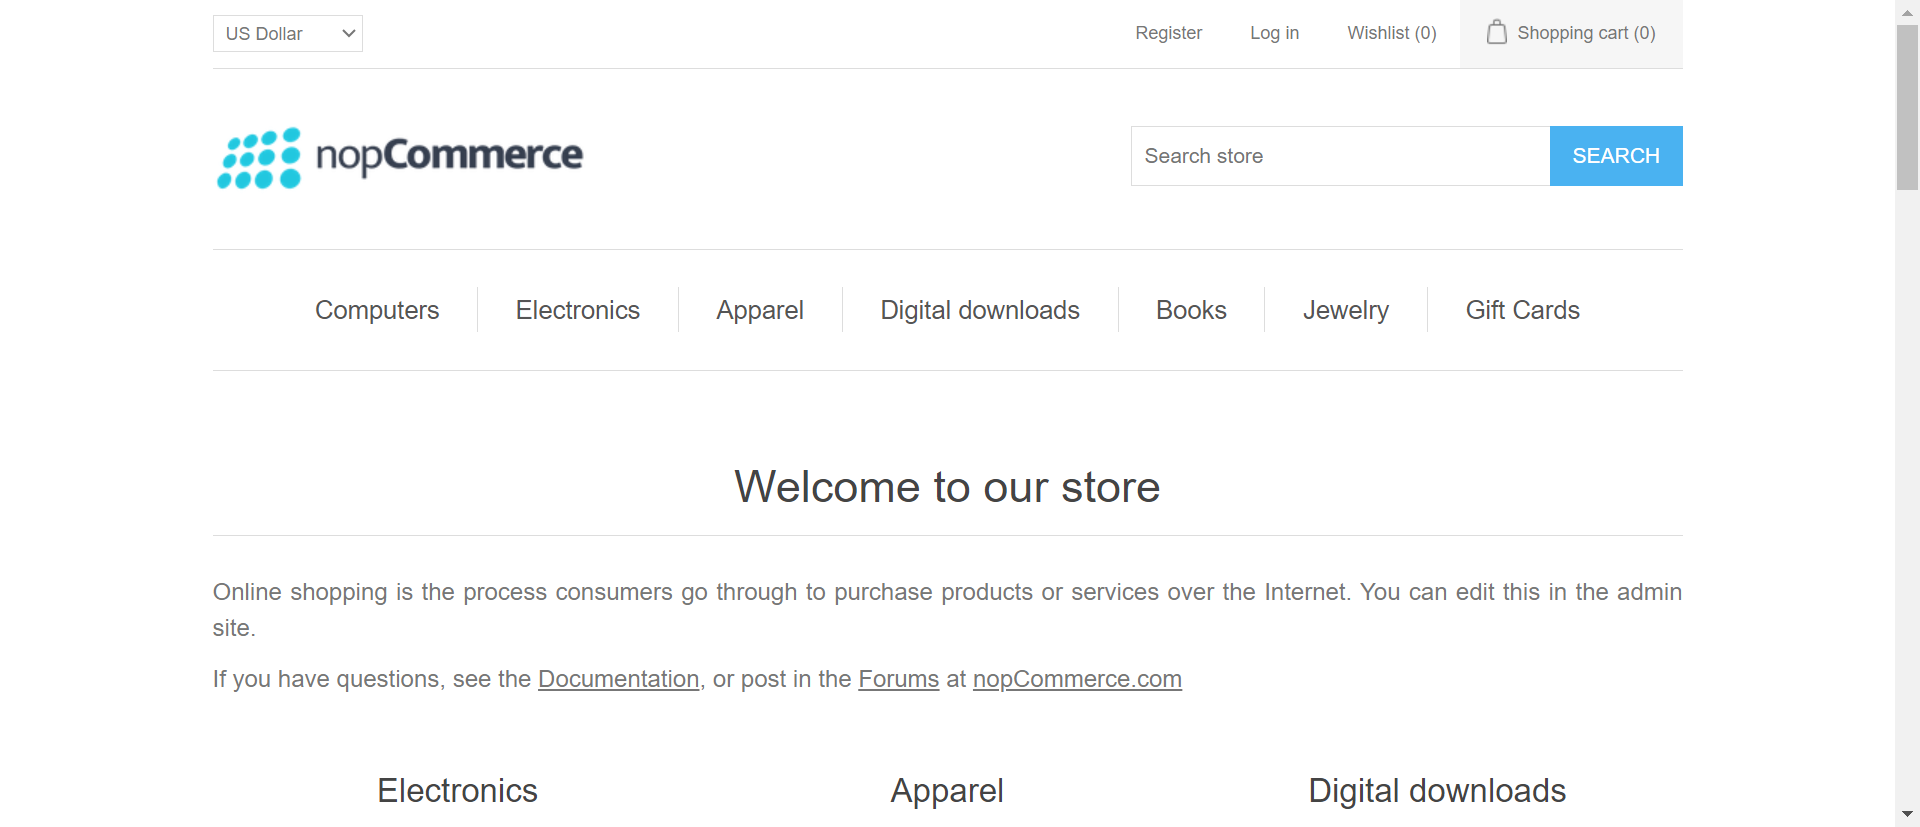 US Dollar
Register
Log in
Wishlist (0)
Shopping cart (0)
nopCommerce
Search store
SEARCH
Computers
Electronics
Apparel
Digital downloads
Books
Jewelry
Gift Cards
Welcome to our store
Online shopping is the process consumers go through to purchase products or services over the Internet. You can edit this in the admin
site.
If you have questions, see the Documentation, or post in the Forums at nopCommerce.com
Electronics
Apparel
Digital downloads